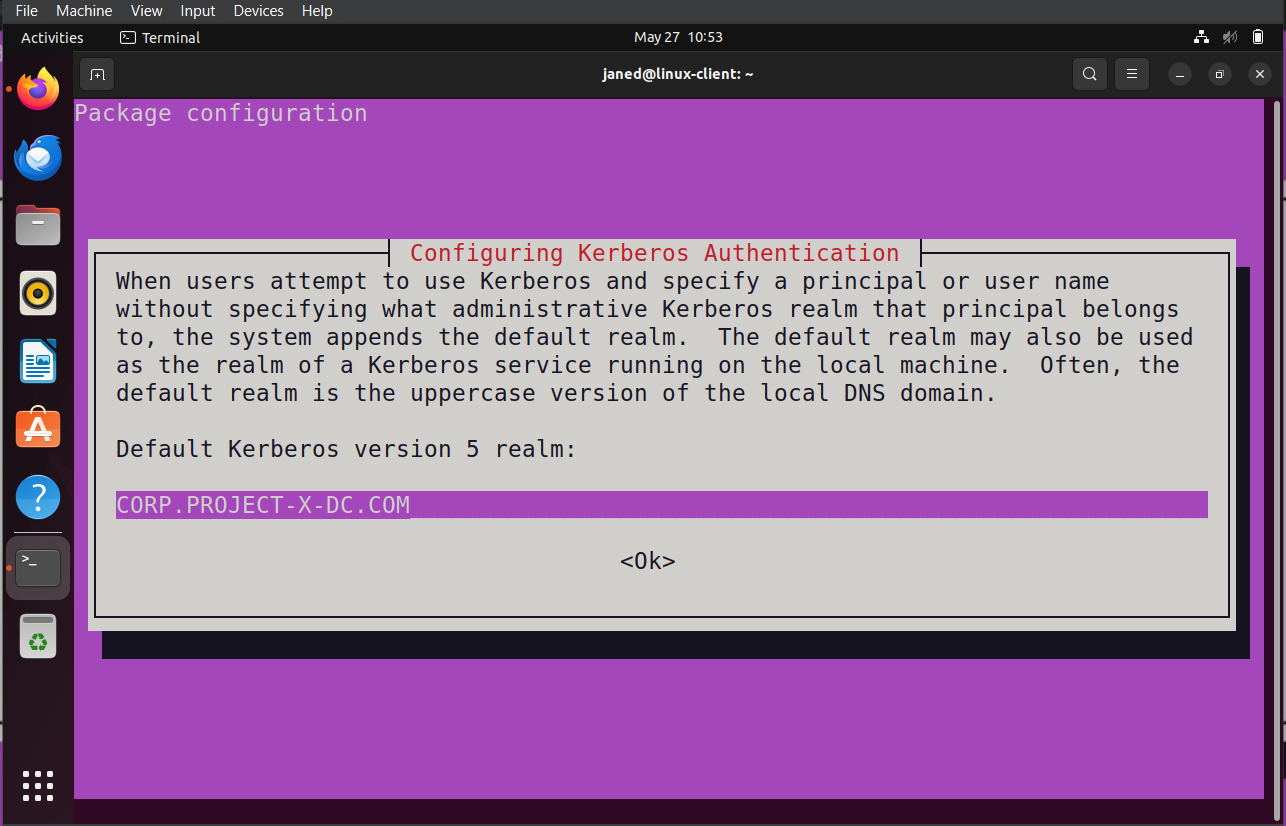 File Machine View Input Devices Help
Activities Terminal May 27 10:53
janed@linux-client: ~
Package configuration
Configuring Kerberos Authentication
When users attempt to use Kerberos and specify a principal or user name
without specifying what administrative Kerberos realm that principal belongs
to, the system appends the default realm.  The default realm may also be used
as the realm of a Kerberos service running on the local machine.  Often, the
default realm is the uppercase version of the local DNS domain.
Default Kerberos version 5 realm:
CORP.PROJECT-X-DC.COM
<Ok>